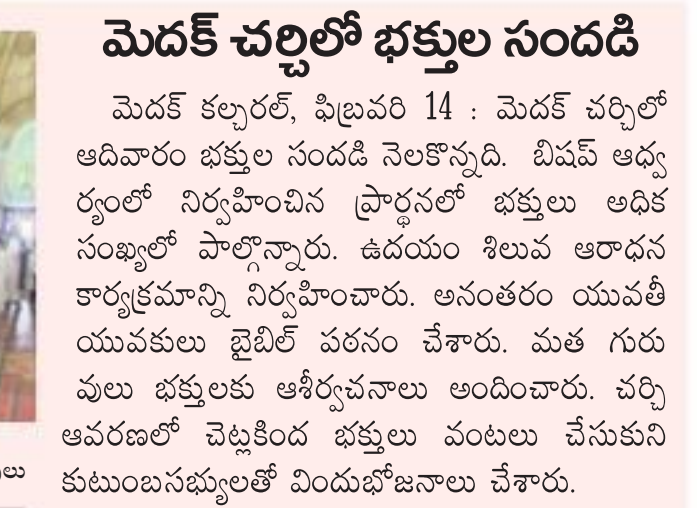 మెదక్ చర్చిలో భక్తుల సందడి
మెదక్ కల్చరల్, ఫిబ్రవరి 14 : మెదక్ చర్చిలో
ఆదివారం భక్తుల సందడి నెలకొన్నది. బిషప్ ఆధ్వ
ర్యంలో నిర్వహించిన ప్రార్థనలో భక్తులు అధిక
సంఖ్యలో పాల్గొన్నారు. ఉదయం శిలువ ఆరాధన
కార్యక్రమాన్ని నిర్వహించారు. అనంతరం యువతీ
యువకులు బైబిల్ పఠనం చేశారు. మత గురు
వులు భక్తులకు ఆశీర్వచనాలు అందించారు. చర్చి
ఆవరణలో చెట్లకింద భక్తులు వంటలు చేసుకుని
కుటుంబసభ్యులతో విందుభోజనాలు చేశారు.